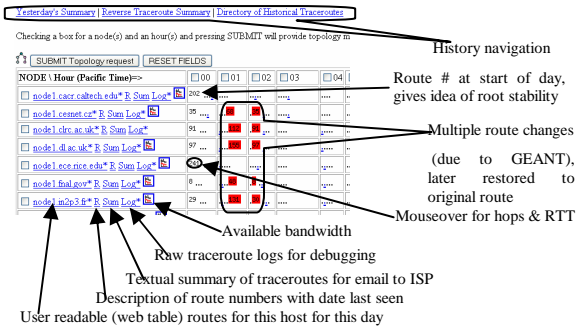 Yesterday's Summary | Reverse Traceroute Summary | Directory of Historical Traceroutes
Checking a box for a node(s) and an hour(s) and pressing SUBMIT will provide topology m
History navigation
SUBMIT Topology request RESET FIELDS
NODE \ Hour (Pacific Time)=> 00 01 02 03 04
Route # at start of day,
gives idea of root stability
node1.cacr.caltech.edu* R Sum Log* 202
node1.cesnet.cz* R Sum Log* 35
node1.clrc.ac.uk* R Sum Log* 91
Multiple route changes
node1.dl.ac.uk* R Sum Log* 97
(due to GEANT),
later restored to
original route
node1.ece.rice.edu* R Sum Log*
node1.fnal.gov* R Sum Log* 8
node1.in2p3.fr* R Sum Log* 29
Mouseover for hops & RTT
Available bandwidth
Raw traceroute logs for debugging
Textual summary of traceroutes for email to ISP
Description of route numbers with date last seen
User readable (web table) routes for this host for this day